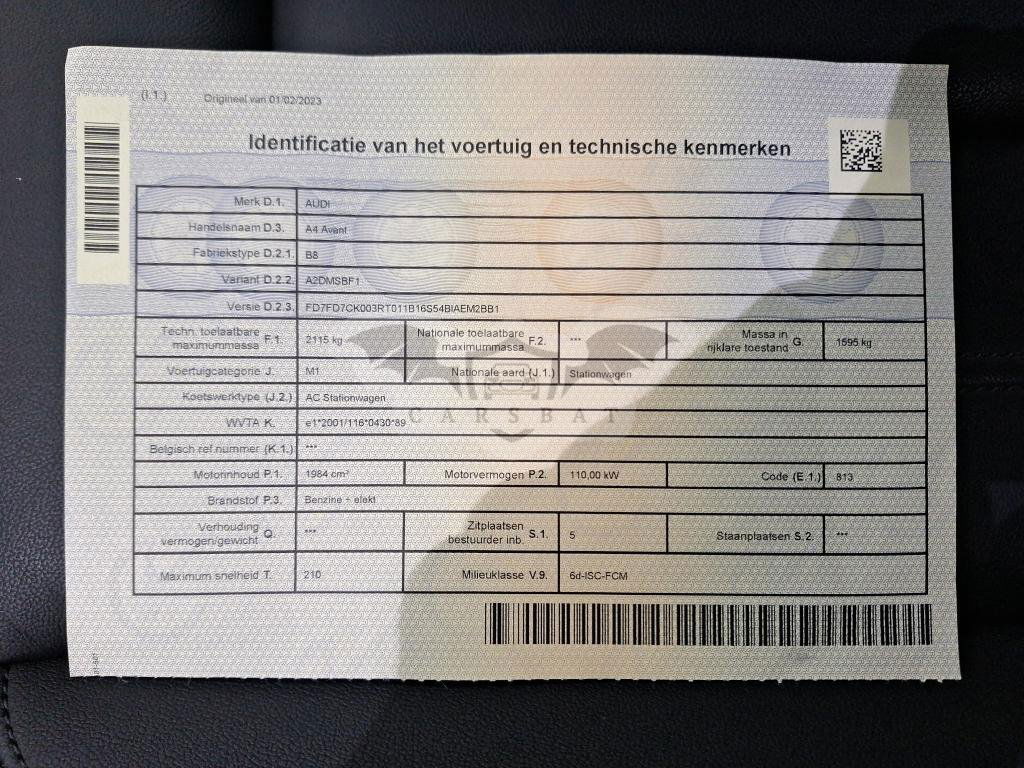 (I.1.) Origineel van 01/02/2023
Identificatie van het voertuig en technische kenmerken
Merk D.1. AUDI
Handelsnaam D.3. A4 Avant
Fabriekstype D.2.1. B8
Variant D.2.2. A2DMSBF1
Versie D.2.3. FD7FD7CK003RT011B16S54BIAEM2BB1
Techn. toelaatbare maximummassa F.1. 2115 kg Nationale toelaatbare maximummassa F.2. *** Massa in rijklare toestand G. 1595 kg
Voertuigcategorie J. M1 Nationale aard (J.1.) Stationwagen
Koetswerktype (J.2.) AC Stationwagen
CARSBAT
WVTA K. e1*2001/116*0430*89
Belgisch ref.nummer (K.1.) ***
Motorinhoud P.1. 1984 cm³ Motorvermogen P.2. 110,00 kW Code (E.1.) 813
Brandstof P.3. Benzine + elekt
Verhouding vermogen/gewicht Q. *** Zitplaatsen bestuurder inb. S.1. 5 Staanplaatsen S.2. ***
Maximum snelheid T. 210 Milieuklasse V.9. 6d-ISC-FCM